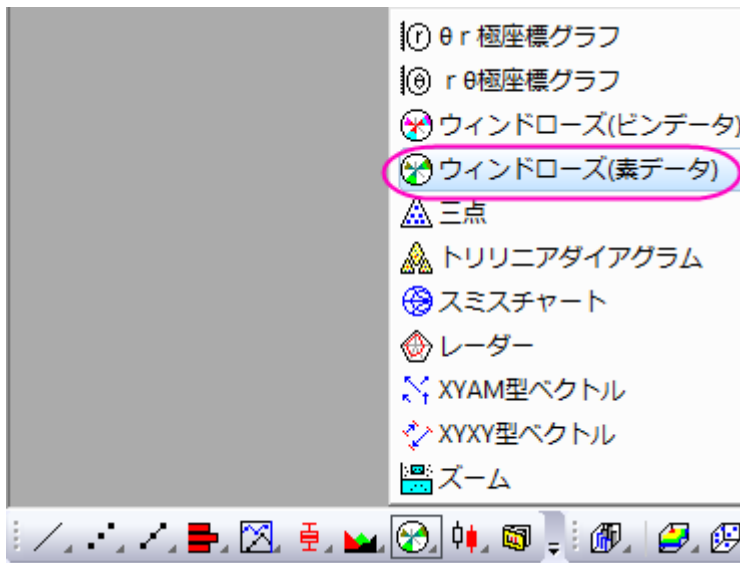 θ r 極座標グラフ
r θ極座標グラフ
ウィンドローズ(ビンデータ)
ウィンドローズ(素データ)
三点
トリリニアダイアグラム
スミスチャート
レーダー
XYAM型ベクトル
XYXY型ベクトル
ズーム